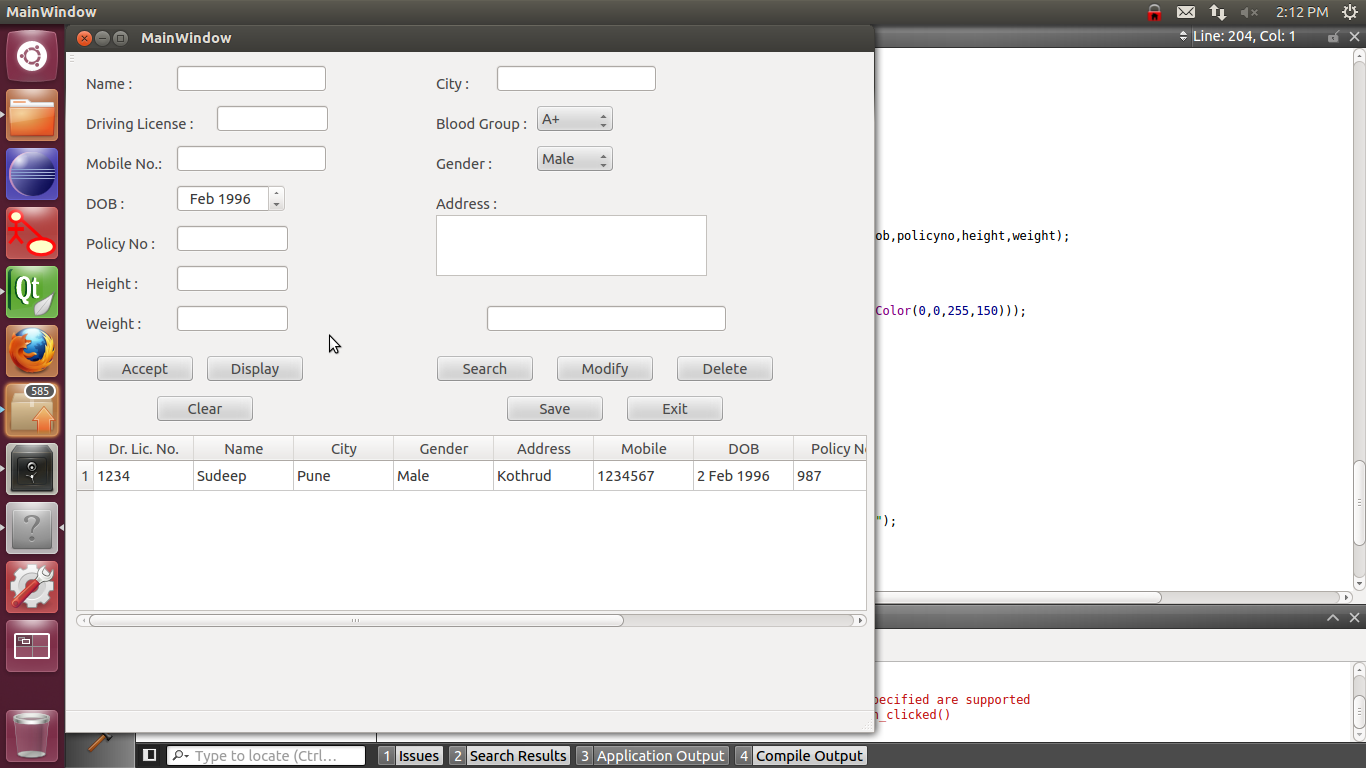 MainWindow 2:12 PM
MainWindow
Line: 204, Col: 1
Name : City :
Driving License : Blood Group : A+
Mobile No.: Gender : Male
DOB : Feb 1996 Address :
Policy No : ob,policyno,height,weight);
Height :
Color(0,0,255,150)));
Weight :
Accept Display Search Modify Delete
585
Clear Save Exit
Dr. Lic. No. Name City Gender Address Mobile DOB Policy N
1 1234 Sudeep Pune Male Kothrud 1234567 2 Feb 1996 987
");
Qt
pecified are supported
n_clicked()
Type to locate (Ctrl... 1 Issues 2 Search Results 3 Application Output 4 Compile Output